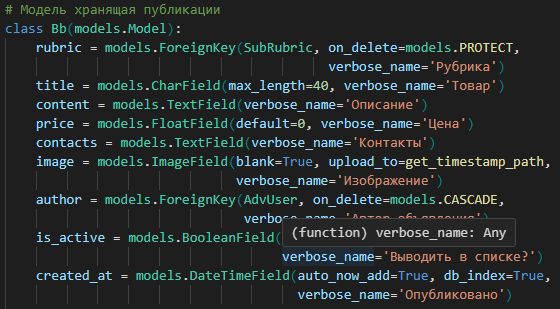 # Модель хранящая публикации
class Bb(models.Model):
    rubric = models.ForeignKey(SubRubric, on_delete=models.PROTECT,
                               verbose_name='Рубрика')
    title = models.CharField(max_length=40, verbose_name='Товар')
    content = models.TextField(verbose_name='Описание')
    price = models.FloatField(default=0, verbose_name='Цена')
    contacts = models.TextField(verbose_name='Контакты')
    image = models.ImageField(blank=True, upload_to=get_timestamp_path,
                              verbose_name='Изображение')
    author = models.ForeignKey(AdvUser, on_delete=models.CASCADE,
                               verbose_name='Автор объявления')
    is_active = models.BooleanField(
(function) verbose_name: Any
                                    verbose_name='Выводить в списке?')
    created_at = models.DateTimeField(auto_now_add=True, db_index=True,
                                      verbose_name='Опубликовано')